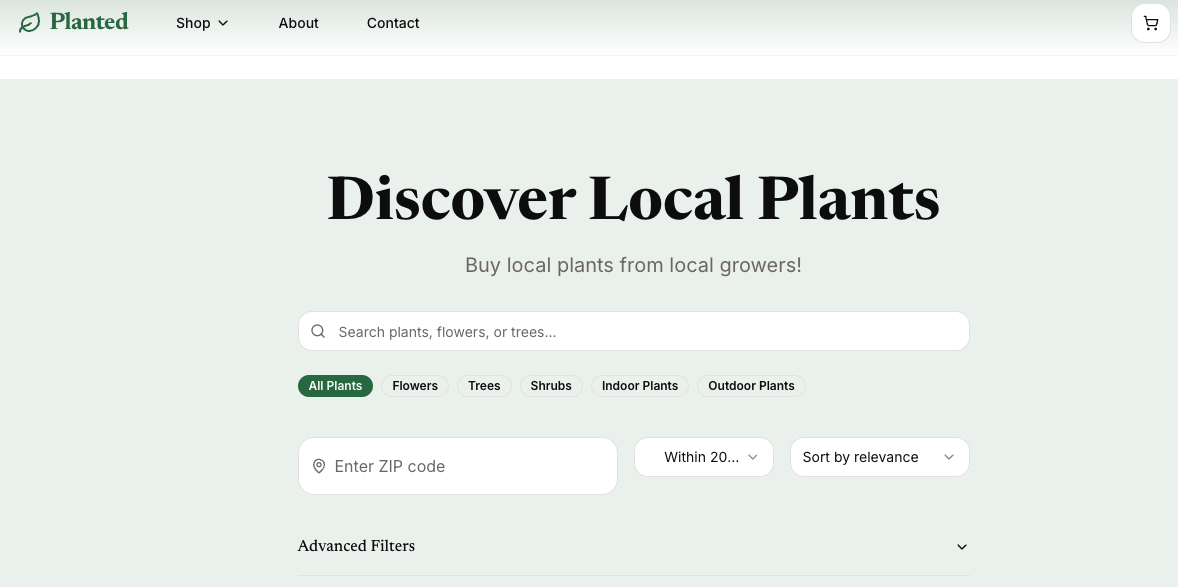 Planted
Shop
About
Contact
Discover Local Plants
Buy local plants from local growers!
Search plants, flowers, or trees...
All Plants
Flowers
Trees
Shrubs
Indoor Plants
Outdoor Plants
Enter ZIP code
Within 20...
Sort by relevance
Advanced Filters